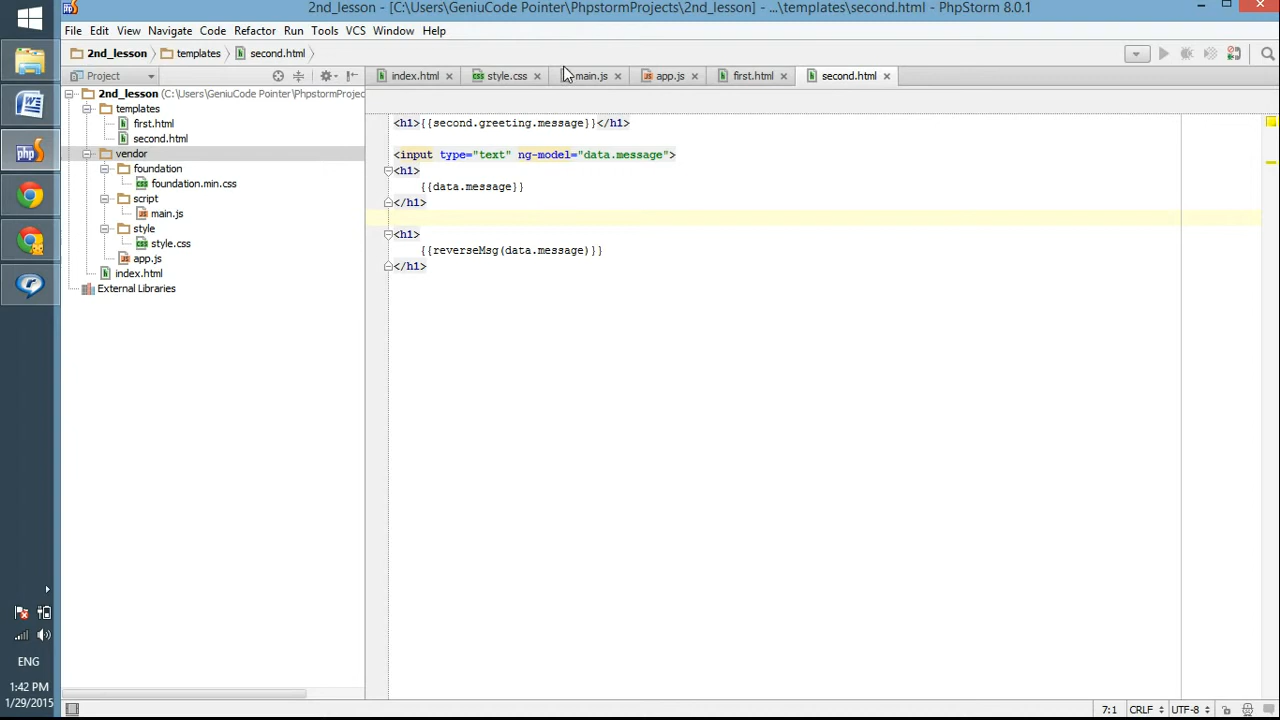 2nd_lesson - [C:\Users\GeniuCode Pointer\PhpstormProjects\2nd_lesson] - ...\templates\second.html - PhpStorm 8.0.1
File Edit View Navigate Code Refactor Run Tools VCS Window Help
2nd_lesson templates second.html
Project index.html style.css main.js app.js first.html second.html
2nd_lesson (C:\Users\GeniuCode Pointer\PhpstormProjec
templates
first.html
second.html
vendor
foundation
foundation.min.css
script
main.js
style
style.css
app.js
index.html
External Libraries
<h1>{{second.greeting.message}}</h1>
<input type="text" ng-model="data.message">
<h1>
{{data.message}}
</h1>
<h1>
{{reverseMsg(data.message)}}
</h1>
ENG
1:42 PM
1/29/2015
7:1 CRLF UTF-8